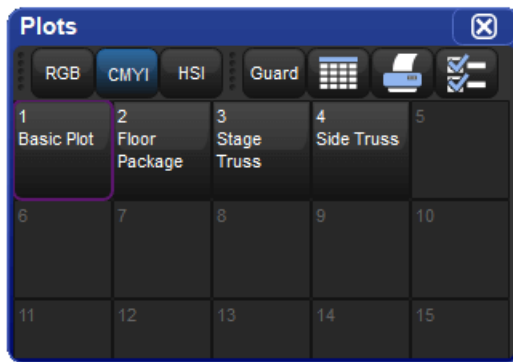 Plots
RGB CMYI HSI Guard
1 2 3 4 5
Basic Plot Floor Stage Side Truss
Package Truss
6 7 8 9 10
11 12 13 14 15